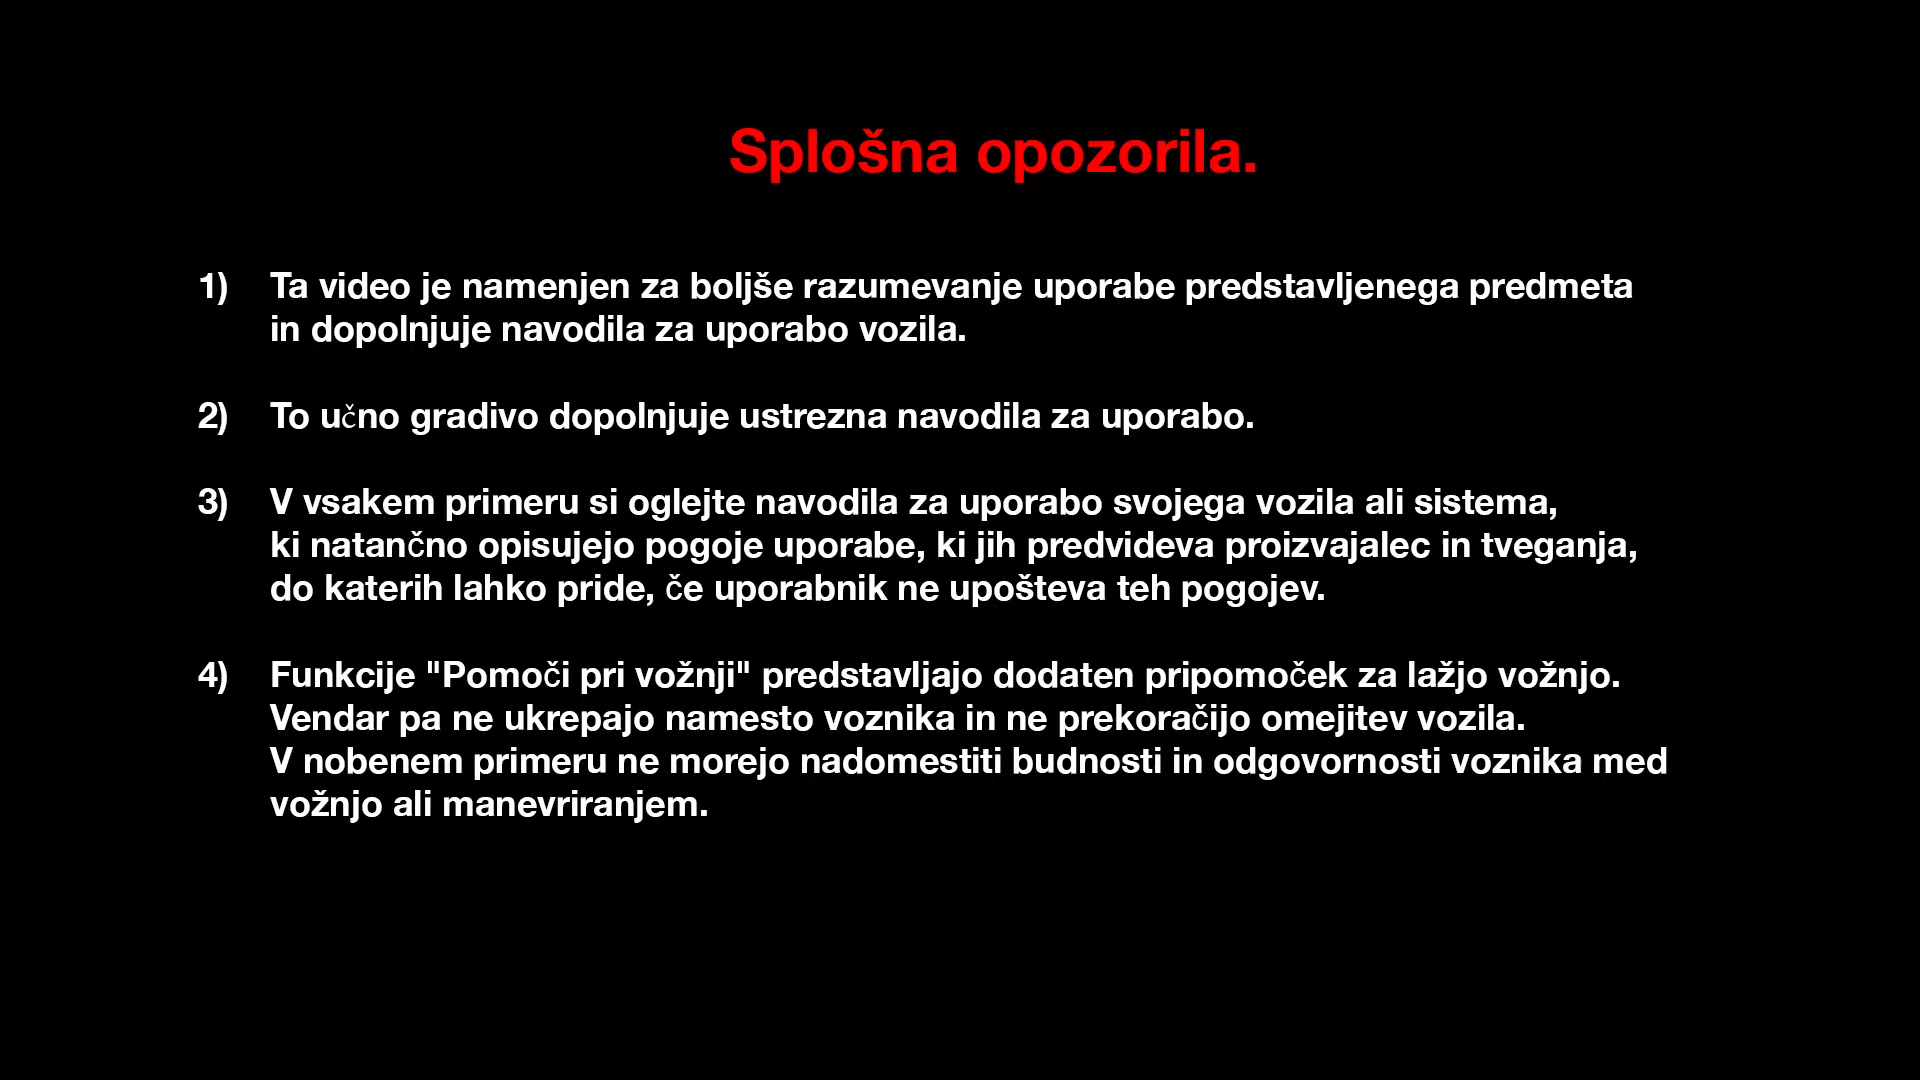 Splošna opozorila.
1) Ta video je namenjen za boljše razumevanje uporabe predstavljenega predmeta
in dopolnjuje navodila za uporabo vozila.
2) To učno gradivo dopolnjuje ustrezna navodila za uporabo.
3) V vsakem primeru si oglejte navodila za uporabo svojega vozila ali sistema,
ki natančno opisujejo pogoje uporabe, ki jih predvideva proizvajalec in tveganja,
do katerih lahko pride, če uporabnik ne upošteva teh pogojev.
4) Funkcije "Pomoči pri vožnji" predstavljajo dodaten pripomoček za lažjo vožnjo.
Vendar pa ne ukrepajo namesto voznika in ne prekoračijo omejitev vozila.
V nobenem primeru ne morejo nadomestiti budnosti in odgovornosti voznika med
vožnjo ali manevriranjem.